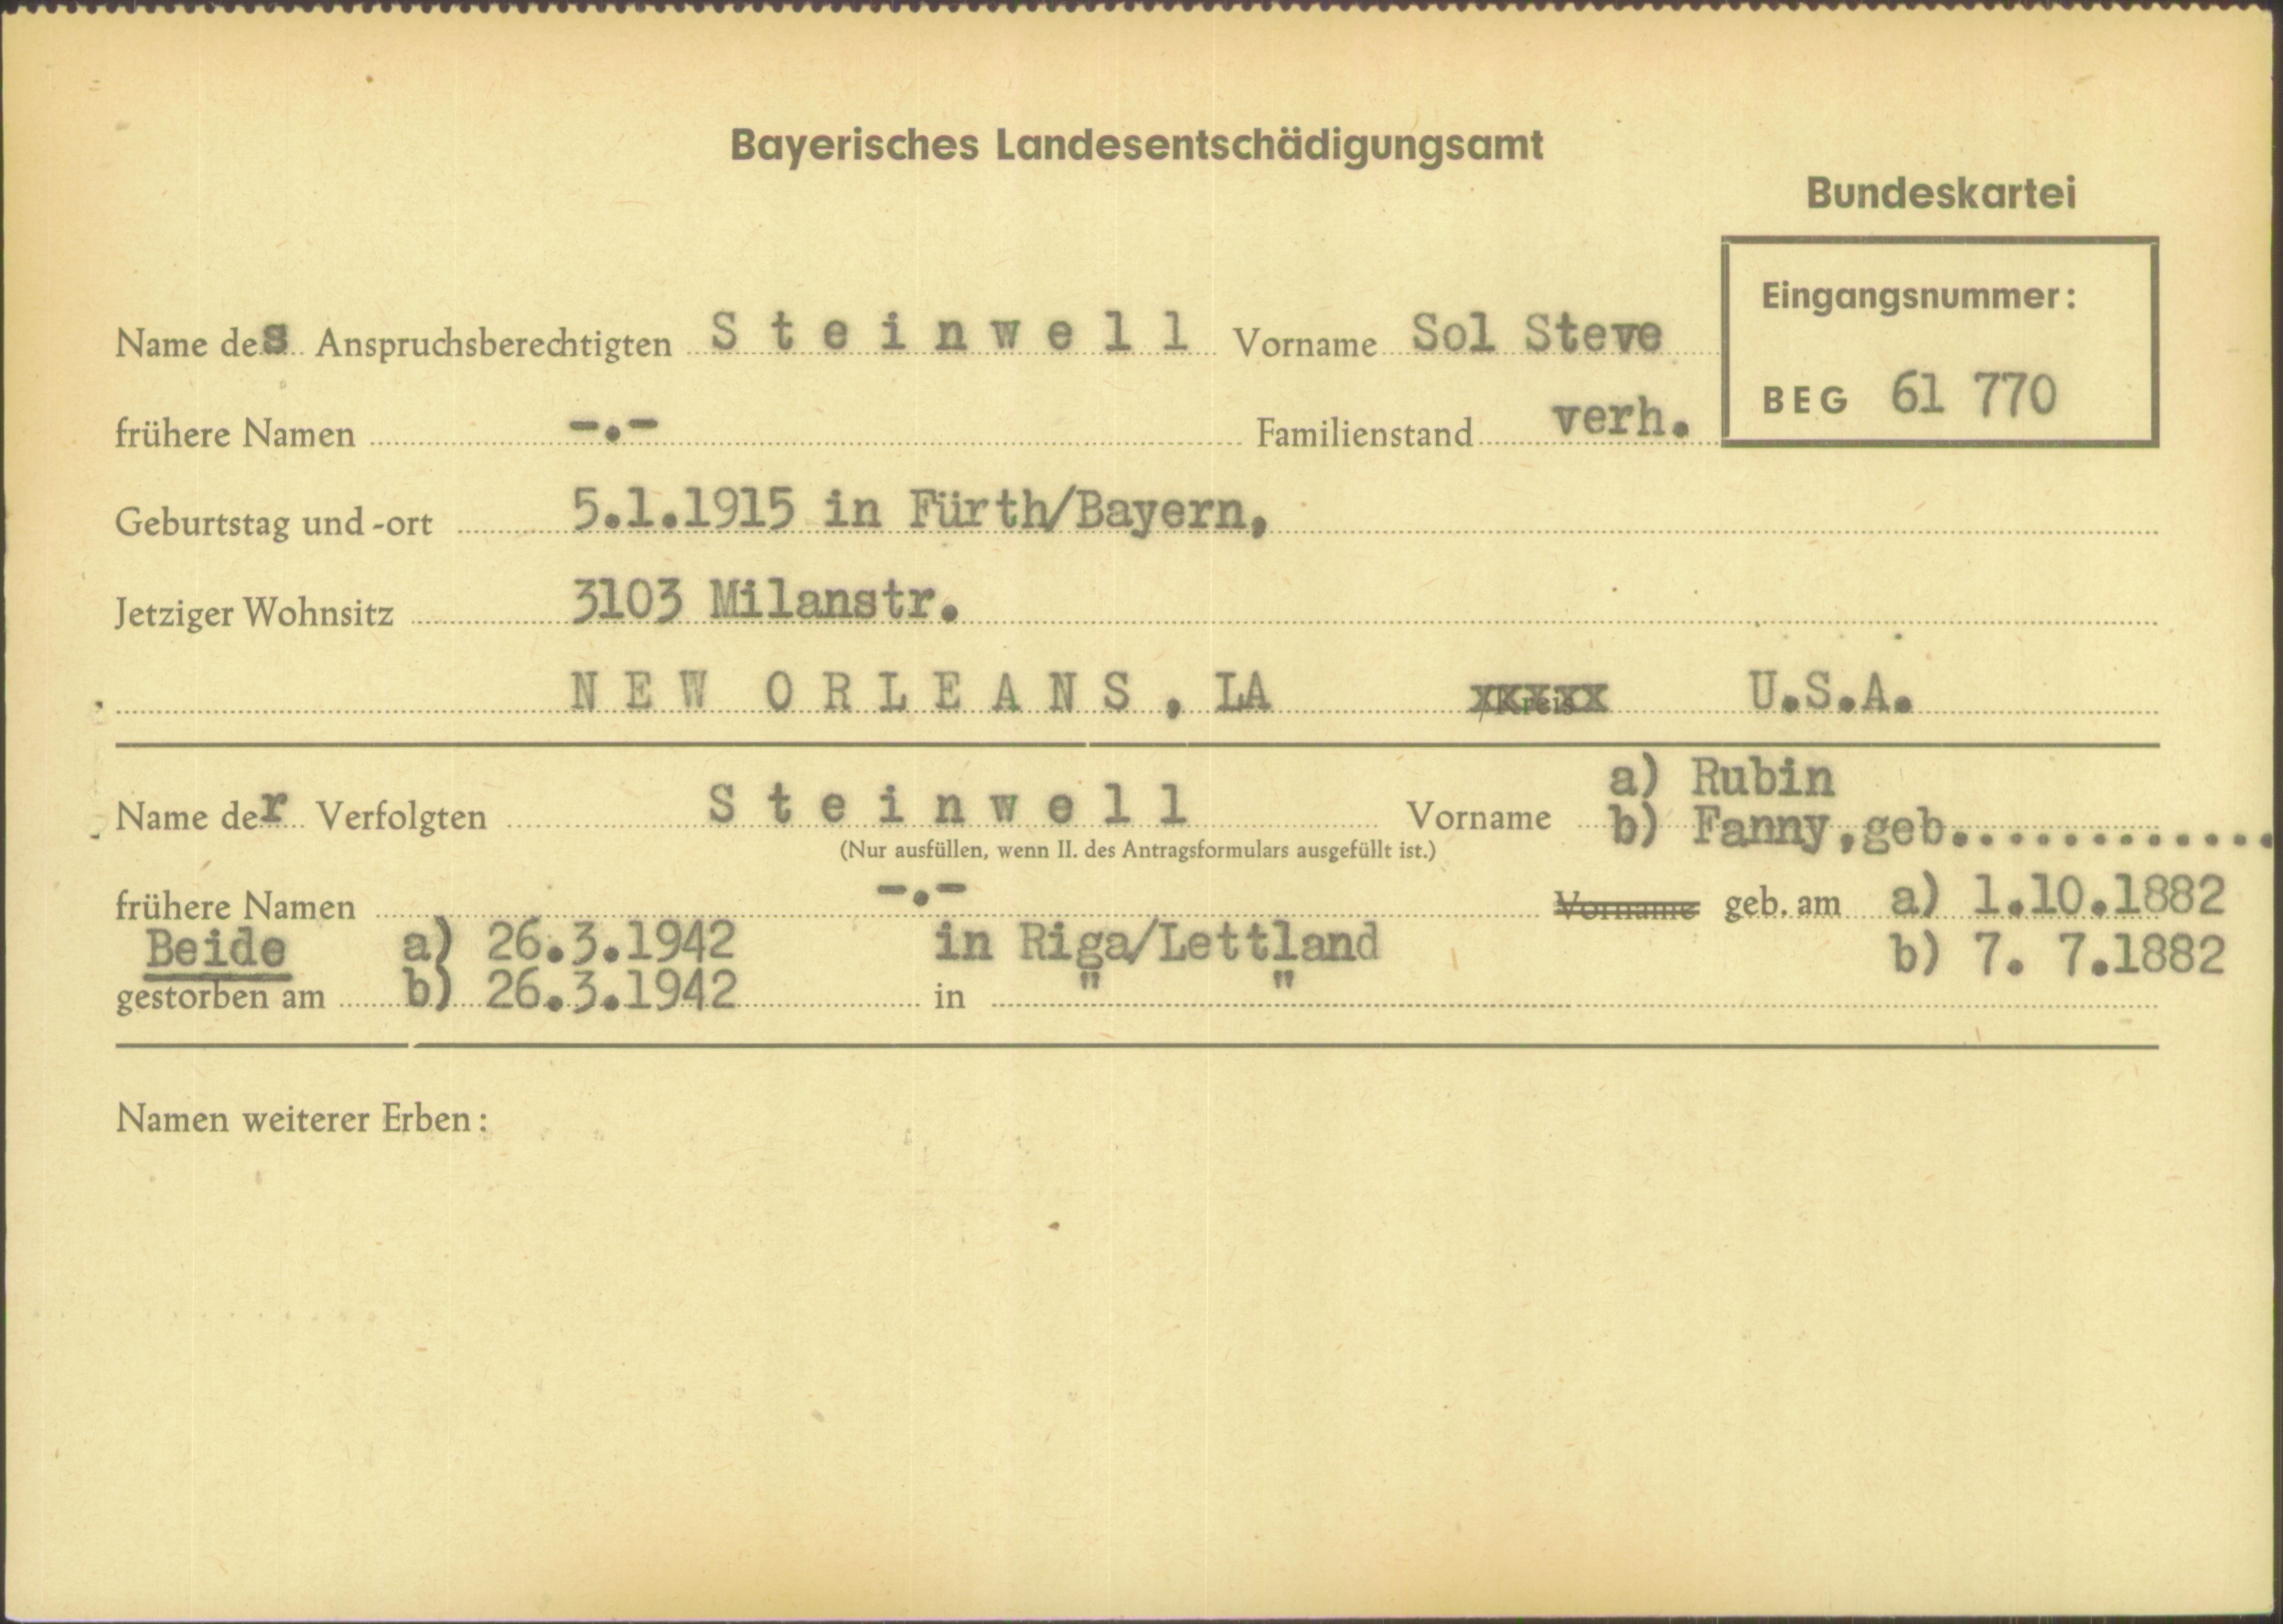 Bayerisches Landesentschädigungsamt
Bundeskartei
Eingangsnummer:
BEG 61 770
Name des Anspruchsberechtigten S t e i n w e l l Vorname Sol Steve
frühere Namen -.- Familienstand verh.
Geburtstag und -ort 5.1.1915 in Fürth/Bayern,
Jetziger Wohnsitz 3103 Milanstr.
N E W O R L E A N S , LA Kreis U.S.A.
a) Rubin
Name der Verfolgten S t e i n w e l l Vorname b) Fanny,geb............
(Nur ausfüllen, wenn II. des Antragsformulars ausgefüllt ist.)
frühere Namen -.- Vorname geb. am a) 1.10.1882
Beide a) 26.3.1942 in Riga/Lettland b) 7. 7.1882
gestorben am b) 26.3.1942 in " "
Namen weiterer Erben: